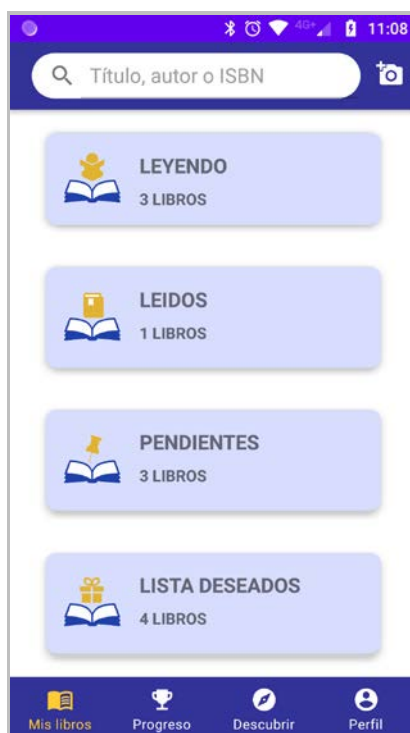 4G+ 11:08
Título, autor o ISBN
LEYENDO
3 LIBROS
LEIDOS
1 LIBROS
PENDIENTES
3 LIBROS
LISTA DESEADOS
4 LIBROS
Mis libros Progreso Descubrir Perfil